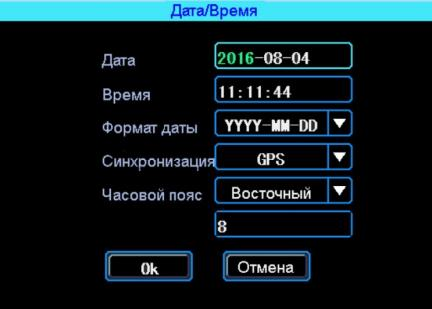 Дата/Время
Дата 2016-08-04
Время 11:11:44
Формат даты YYYY-MM-DD
Синхронизация GPS
Часовой пояс Восточный
8
Ok Отмена